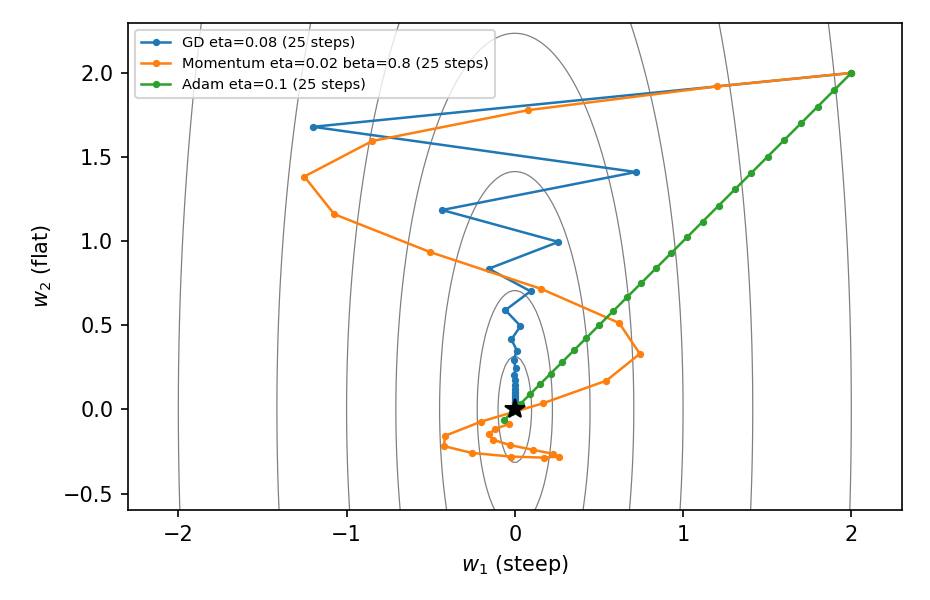 GD eta=0.08 (25 steps)
Momentum eta=0.02 beta=0.8 (25 steps)
Adam eta=0.1 (25 steps)
2.0
1.5
1.0
0.5
0.0
−0.5
w₂ (flat)
−2
−1
0
1
2
w₁ (steep)